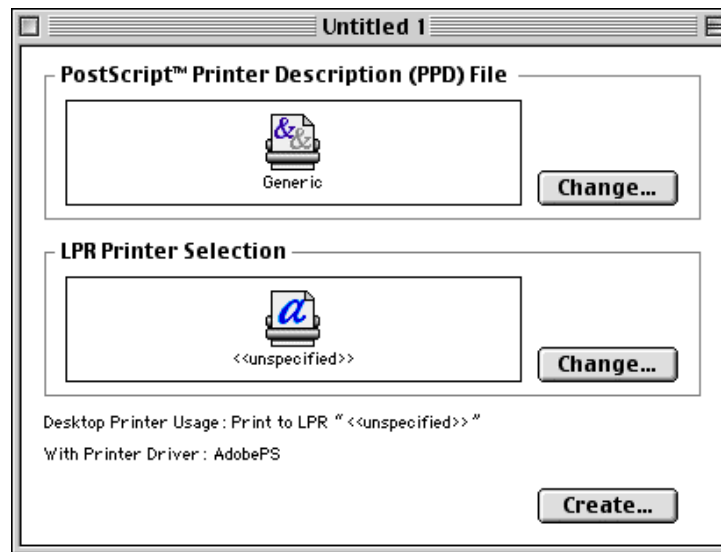 Untitled 1
PostScript™ Printer Description (PPD) File
&&
Generic
Change...
LPR Printer Selection
a
<<unspecified>>
Change...
Desktop Printer Usage: Print to LPR “<<unspecified>>”
With Printer Driver: AdobePS
Create...